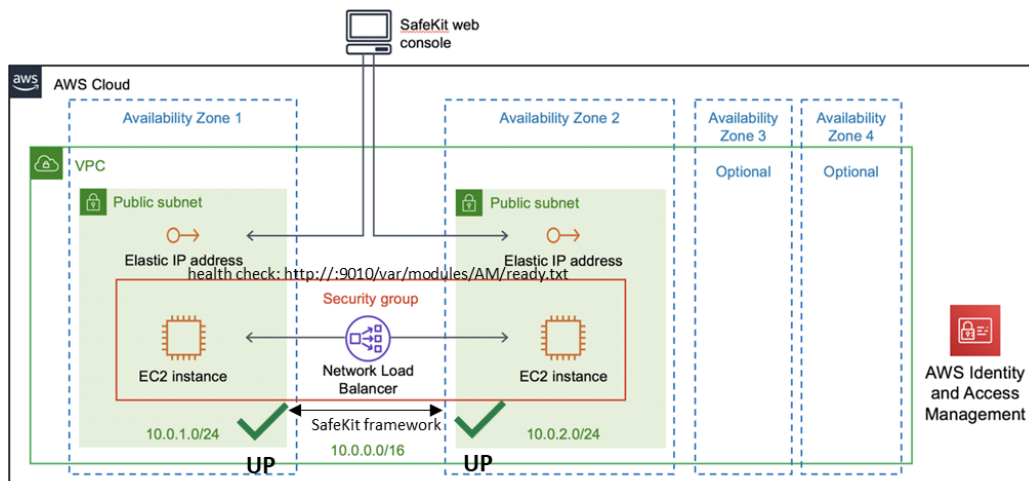 SafeKit web
console
aws
AWS Cloud
Availability Zone 1
Availability Zone 2
Availability
Zone 3
Availability
Zone 4
VPC
Optional
Optional
Public subnet
Public subnet
Elastic IP address
Elastic IP address
health check: http://:9010/var/modules/AM/ready.txt
Security group
EC2 instance
Network Load
Balancer
EC2 instance
AWS Identity
and Access
Management
SafeKit framework
10.0.1.0/24
10.0.2.0/24
10.0.0.0/16
UP
UP